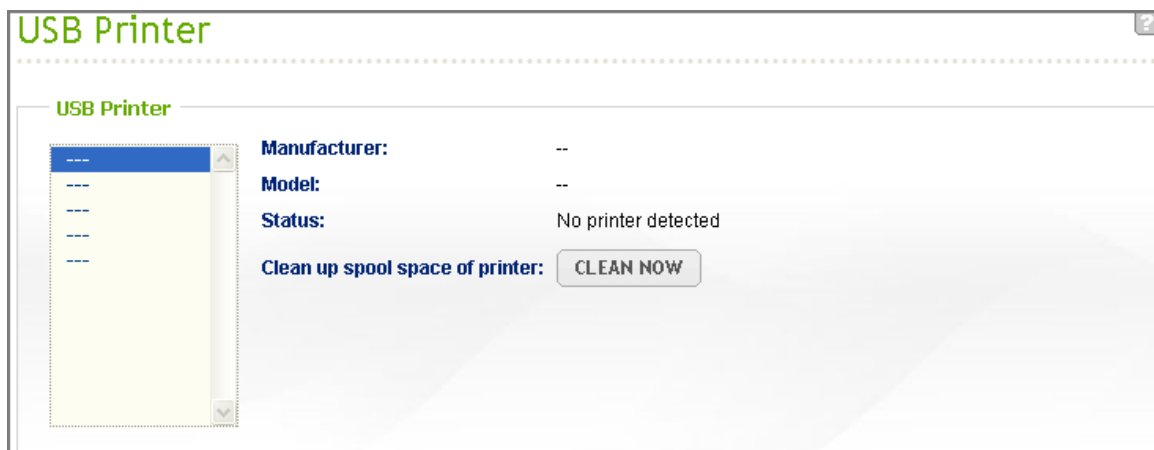 USB Printer
?
USB Printer
---
---
---
---
---
Manufacturer: --
Model: --
Status: No printer detected
Clean up spool space of printer: CLEAN NOW